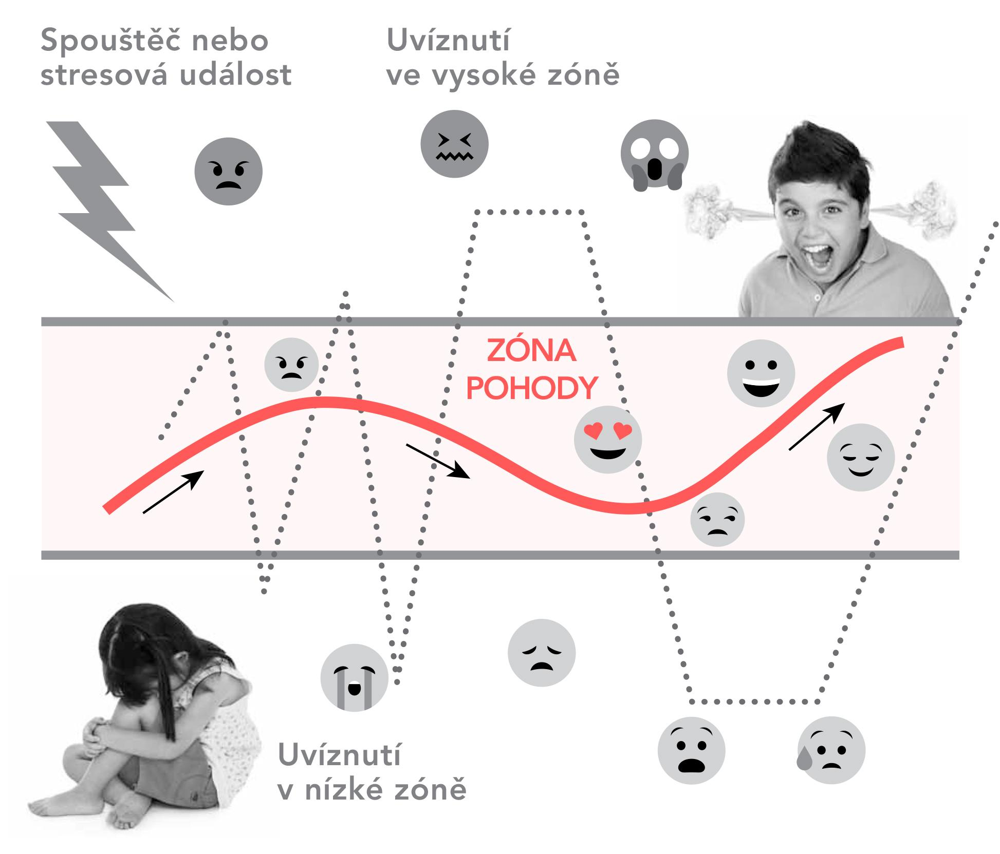 Spouštěč nebo
stresová událost
Uvíznutí
ve vysoké zóně
ZÓNA
POHODY
Uvíznutí
v nízké zóně